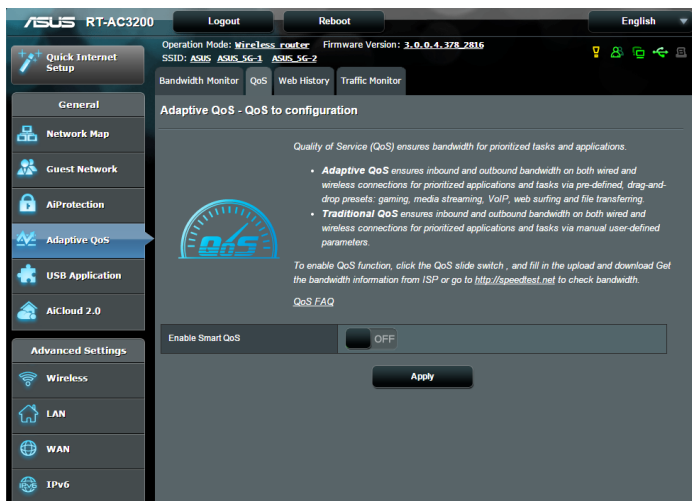 ASUS RT-AC3200 Logout Reboot English
Quick Internet Setup
Operation Mode: Wireless router Firmware Version: 3.0.0.4.378_2816
SSID: ASUS ASUS_5G-1 ASUS_5G-2
Bandwidth Monitor QoS Web History Traffic Monitor
General
Network Map
Guest Network
AiProtection
Adaptive QoS
USB Application
AiCloud 2.0
Advanced Settings
Wireless
LAN
WAN
IPv6
Adaptive QoS - QoS to configuration
QoS
Quality of Service (QoS) ensures bandwidth for prioritized tasks and applications.
• Adaptive QoS ensures inbound and outbound bandwidth on both wired and
wireless connections for prioritized applications and tasks via pre-defined, drag-and-
drop presets: gaming, media streaming, VoIP, web surfing and file transferring.
• Traditional QoS ensures inbound and outbound bandwidth on both wired and
wireless connections for prioritized applications and tasks via manual user-defined
parameters.
To enable QoS function, click the QoS slide switch , and fill in the upload and download Get
the bandwidth information from ISP or go to http://speedtest.net to check bandwidth.
QoS FAQ
Enable Smart QoS OFF
Apply